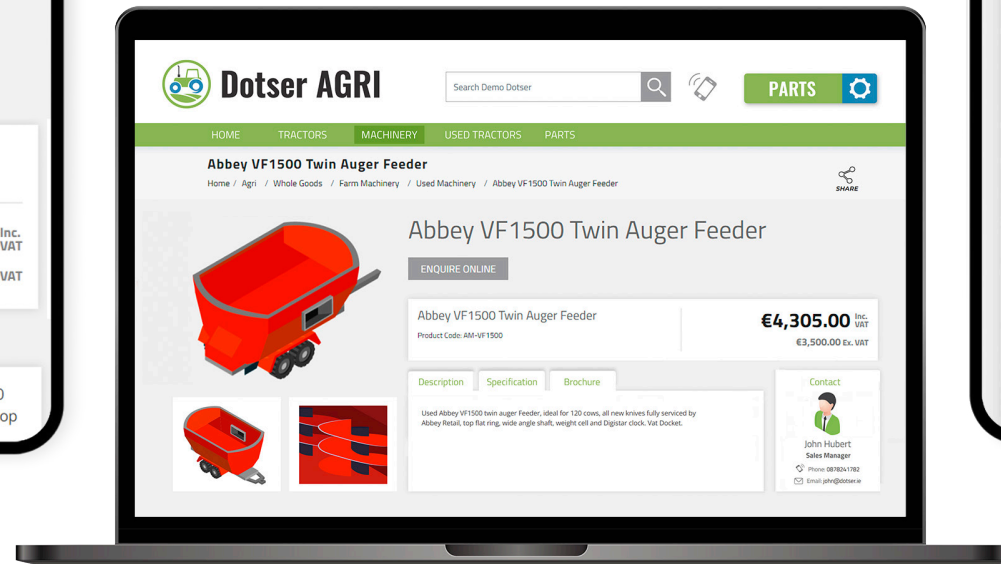 Dotser AGRI
Search Demo Dotser
PARTS
HOME TRACTORS MACHINERY USED TRACTORS PARTS
Abbey VF1500 Twin Auger Feeder
Home / Agri / Whole Goods / Farm Machinery / Used Machinery / Abbey VF1500 Twin Auger Feeder
SHARE
Abbey VF1500 Twin Auger Feeder
ENQUIRE ONLINE
Abbey VF1500 Twin Auger Feeder
Product Code: AM-VF1500
€4,305.00 Inc. VAT
€3,500.00 Ex. VAT
Description Specification Brochure
Used Abbey VF1500 twin auger Feeder, ideal for 120 cows, all new knives fully serviced by
Abbey Retail, top flat ring, wide angle shaft, weight cell and Digistar clock. Vat Docket.
Contact
John Hubert
Sales Manager
Phone: 0878241782
Email: john@dotser.ie
Inc.
VAT
VAT
op